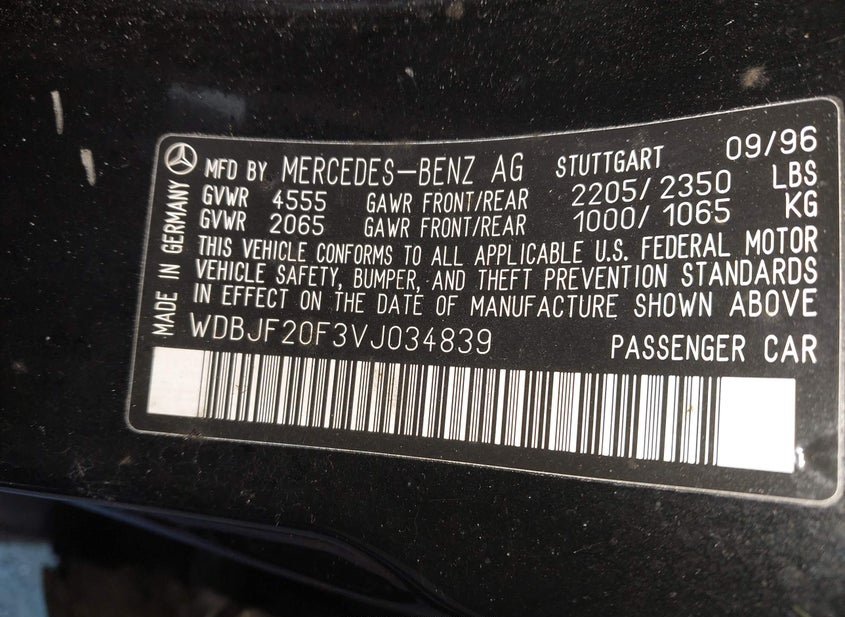 MFD BY MERCEDES-BENZ AG STUTTGART 09/96
GVWR 4555 GAWR FRONT/REAR 2205/2350 LBS
GVWR 2065 GAWR FRONT/REAR 1000/1065 KG
THIS VEHICLE CONFORMS TO ALL APPLICABLE U.S. FEDERAL MOTOR
VEHICLE SAFETY, BUMPER, AND THEFT PREVENTION STANDARDS
IN EFFECT ON THE DATE OF MANUFACTURE SHOWN ABOVE
WDBJF20F3VJ034839 PASSENGER CAR
MADE IN GERMANY